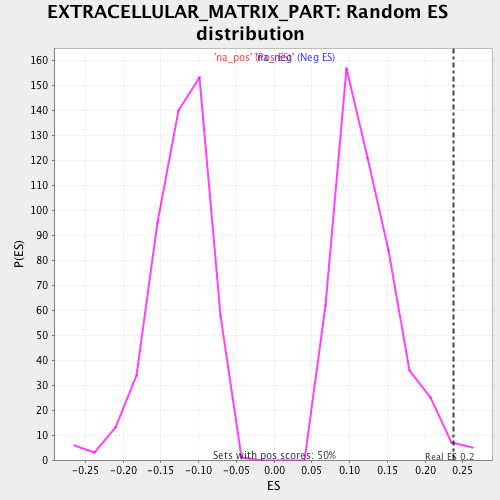 EXTRACELLULAR_MATRIX_PART: Random ES
distribution
'na_pos' (Pos ES) 'na_neg' (Neg ES)
160
150
140
130
120
110
100
90
80
70
60
50
40
30
20
10
0
P(ES)
Sets with pos scores: 50%
Real ES 0.2
-0.25 -0.20 -0.15 -0.10 -0.05 0.00 0.05 0.10 0.15 0.20 0.25
ES